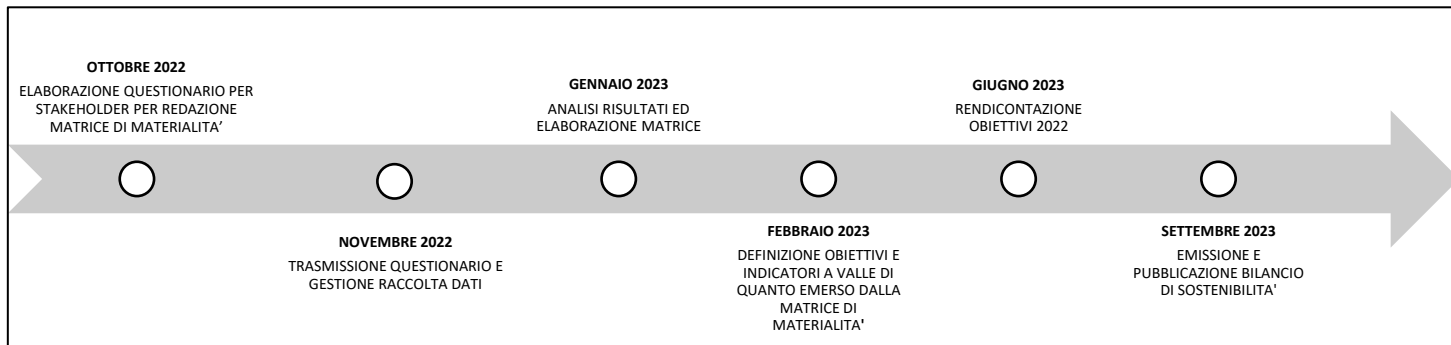 OTTOBRE 2022
ELABORAZIONE QUESTIONARIO PER
STAKEHOLDER PER REDAZIONE
MATRICE DI MATERIALITA’
NOVEMBRE 2022
TRASMISSIONE QUESTIONARIO E
GESTIONE RACCOLTA DATI
GENNAIO 2023
ANALISI RISULTATI ED
ELABORAZIONE MATRICE
FEBBRAIO 2023
DEFINIZIONE OBIETTIVI E
INDICATORI A VALLE DI
QUANTO EMERSO DALLA
MATRICE DI
MATERIALITA'
GIUGNO 2023
RENDICONTAZIONE
OBIETTIVI 2022
SETTEMBRE 2023
EMISSIONE E
PUBBLICAZIONE BILANCIO
DI SOSTENIBILITA'